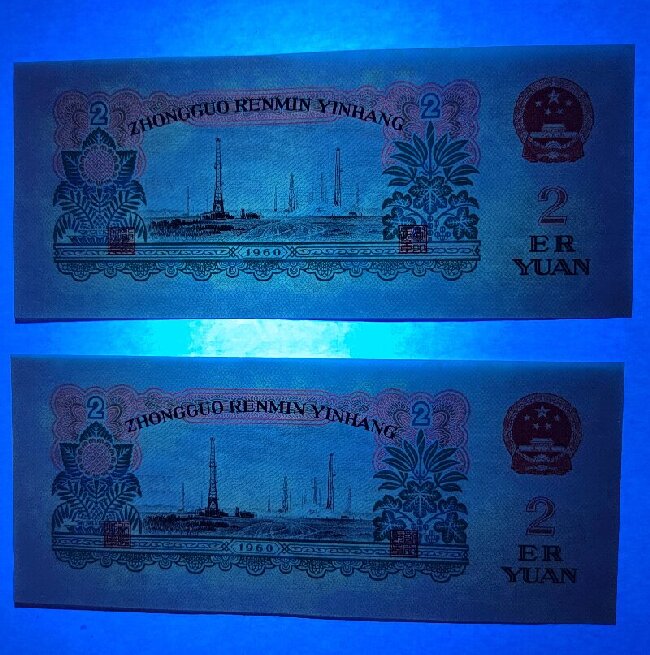 2 ZHONGGUO RENMIN YINHANG 2
1960
2
ER
YUAN
2 ZHONGGUO RENMIN YINHANG 2
1960
2
ER
YUAN